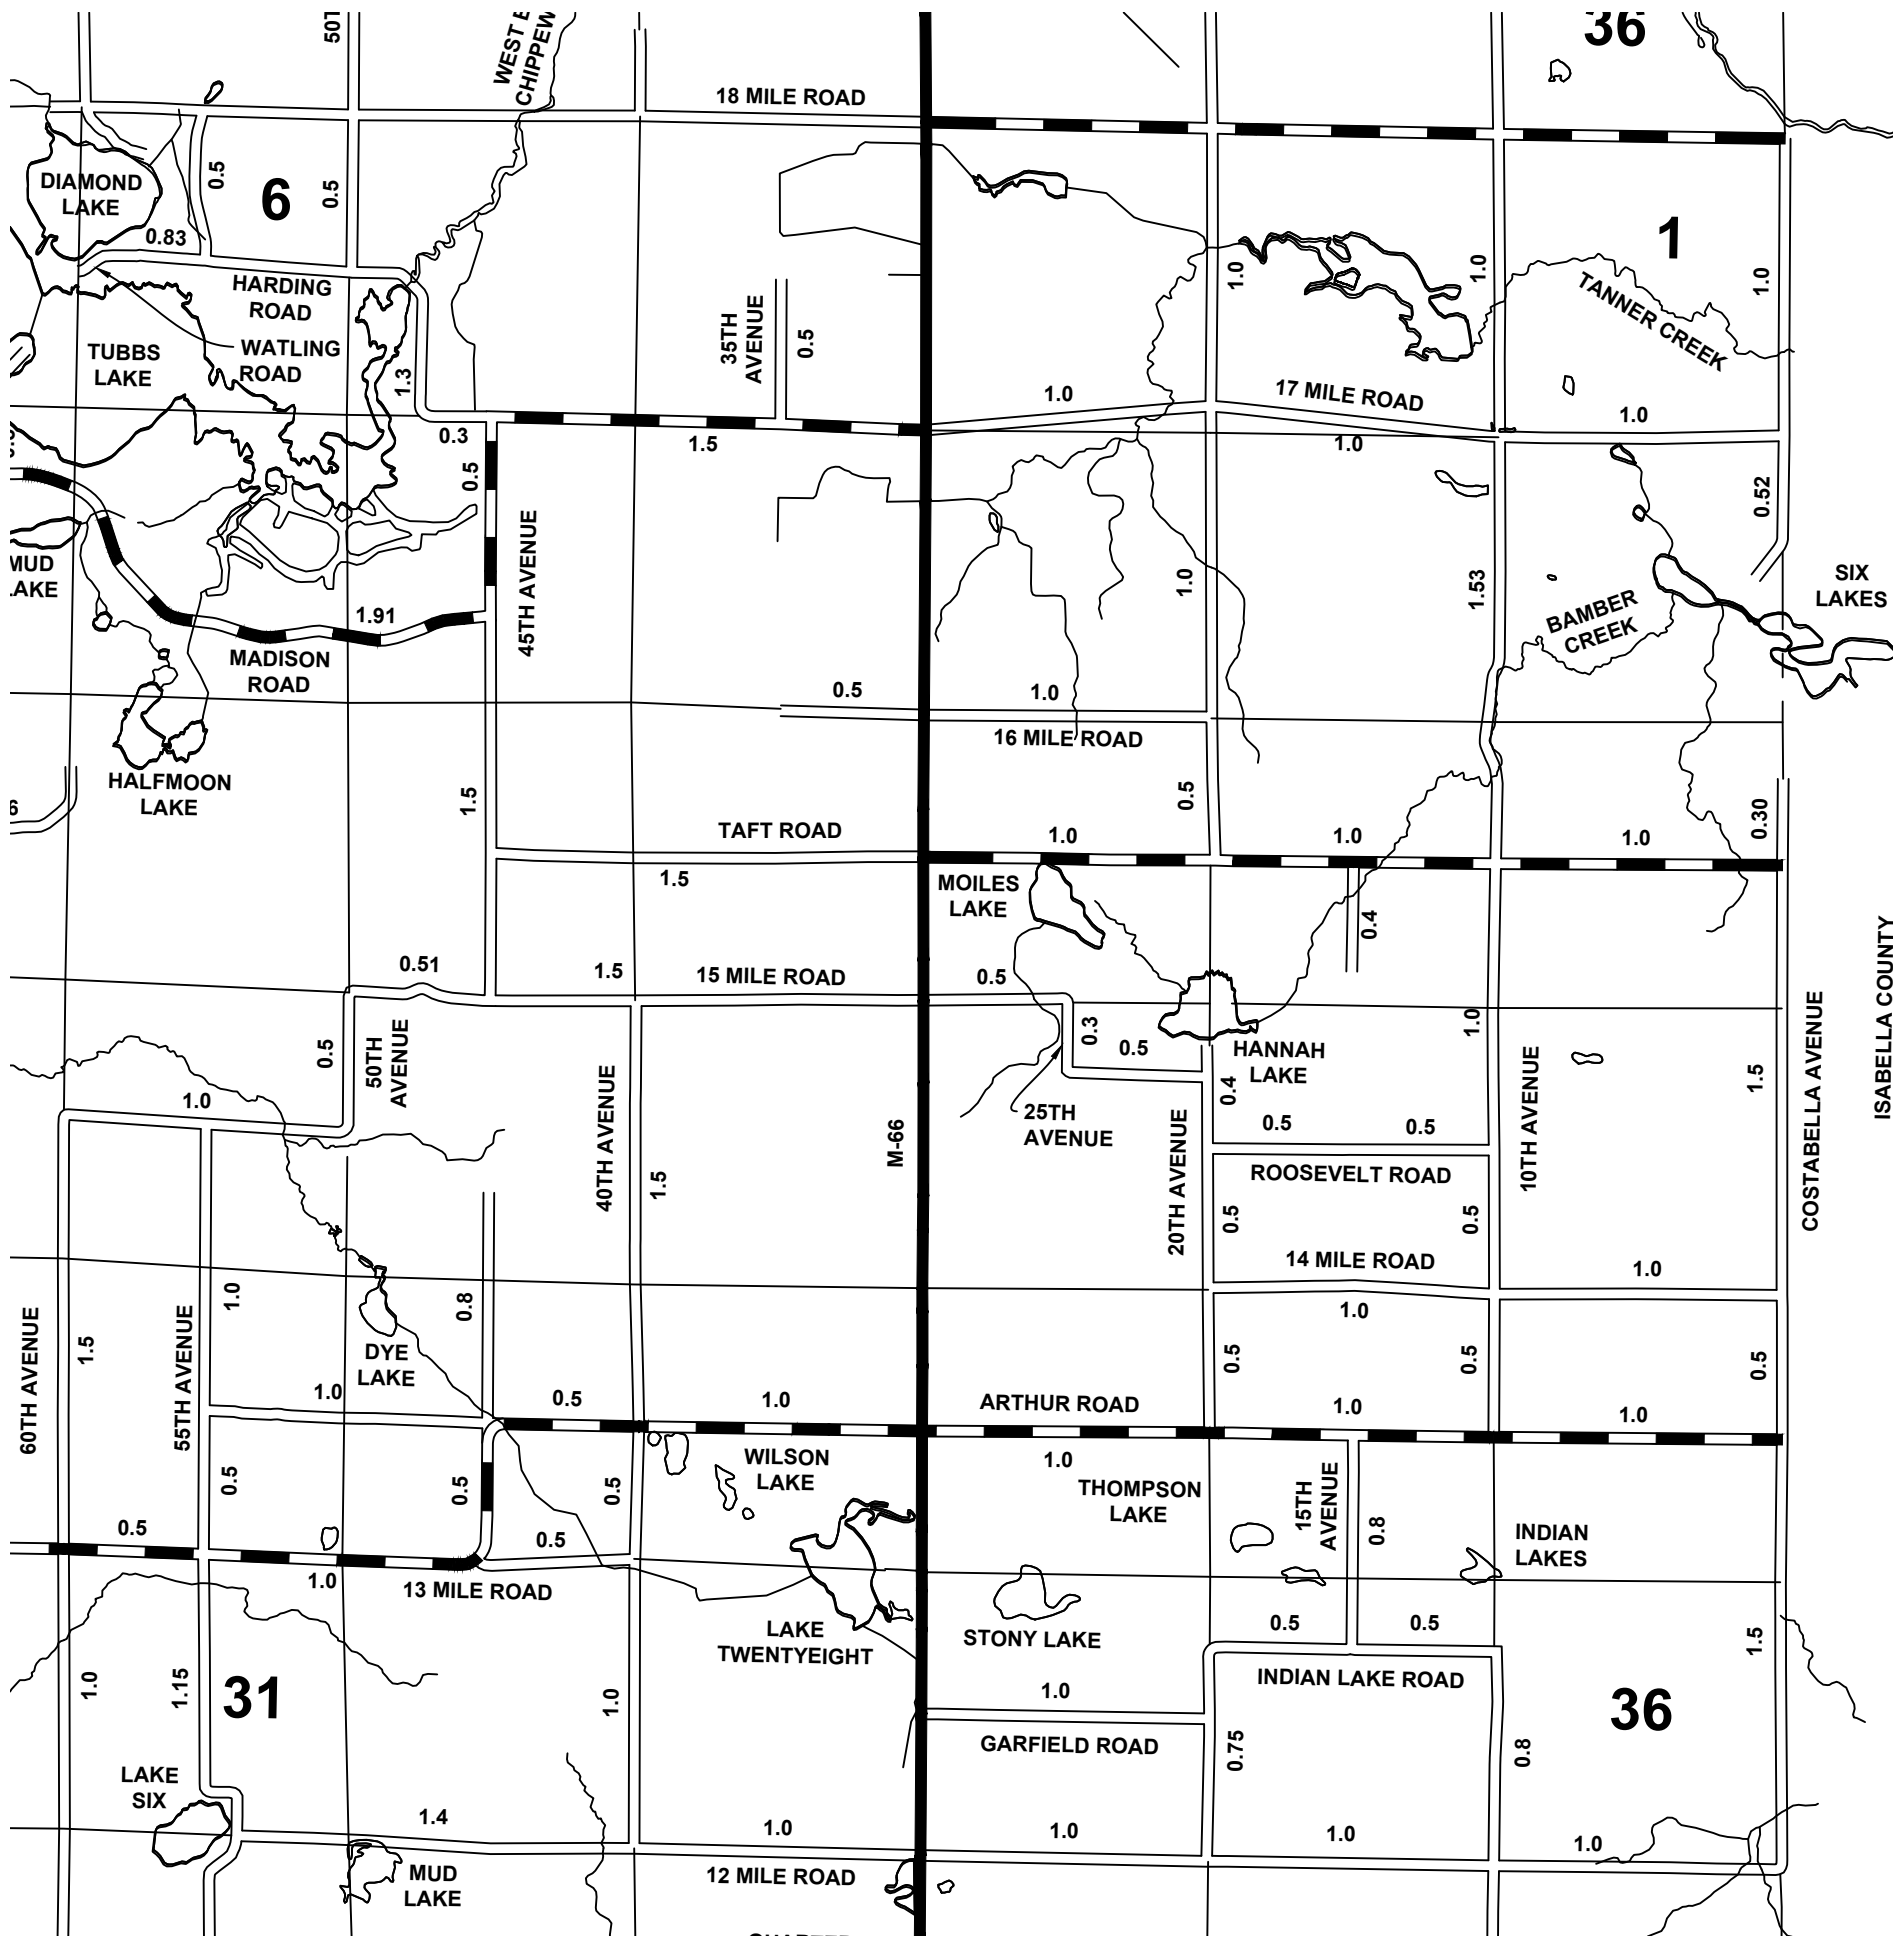 36
50T
WEST B
CHIPPEW
18 MILE ROAD
DIAMOND
LAKE
0.5
6
0.5
0.83
1
HARDING
ROAD
WATLING
ROAD
TUBBS
LAKE
1.3
35TH
AVENUE
0.5
1.0
1.0
1.0
TANNER CREEK
1.0
17 MILE ROAD
1.0
0.3
1.5
1.0
0.5
0.52
MUD
LAKE
45TH AVENUE
1.0
1.53
BAMBER
CREEK
SIX
LAKES
1.91
MADISON
ROAD
0.5
1.0
16 MILE ROAD
HALFMOON
LAKE
6
1.5
0.5
0.30
TAFT ROAD
1.0
1.0
1.0
1.5
MOILES
LAKE
0.4
ISABELLA COUNTY
0.51
1.5
15 MILE ROAD
0.5
0.5
50TH
AVENUE
0.3
0.5
HANNAH
LAKE
1.0
1.5
COSTABELLA AVENUE
1.0
40TH AVENUE
1.5
M-66
25TH
AVENUE
0.4
0.5
0.5
10TH AVENUE
20TH AVENUE
ROOSEVELT ROAD
0.5
0.5
14 MILE ROAD
1.0
1.0
0.8
1.0
60TH AVENUE
1.5
55TH AVENUE
DYE
LAKE
0.5
0.5
0.5
1.0
0.5
1.0
ARTHUR ROAD
1.0
1.0
0.5
0.5
0.5
WILSON
LAKE
1.0
THOMPSON
LAKE
15TH
AVENUE
0.8
INDIAN
LAKES
0.5
0.5
1.0
13 MILE ROAD
LAKE
TWENTYEIGHT
STONY LAKE
0.5
0.5
1.5
1.0
1.15
31
1.0
1.0
INDIAN LAKE ROAD
36
GARFIELD ROAD
0.75
0.8
LAKE
SIX
1.4
1.0
1.0
1.0
1.0
MUD
LAKE
12 MILE ROAD